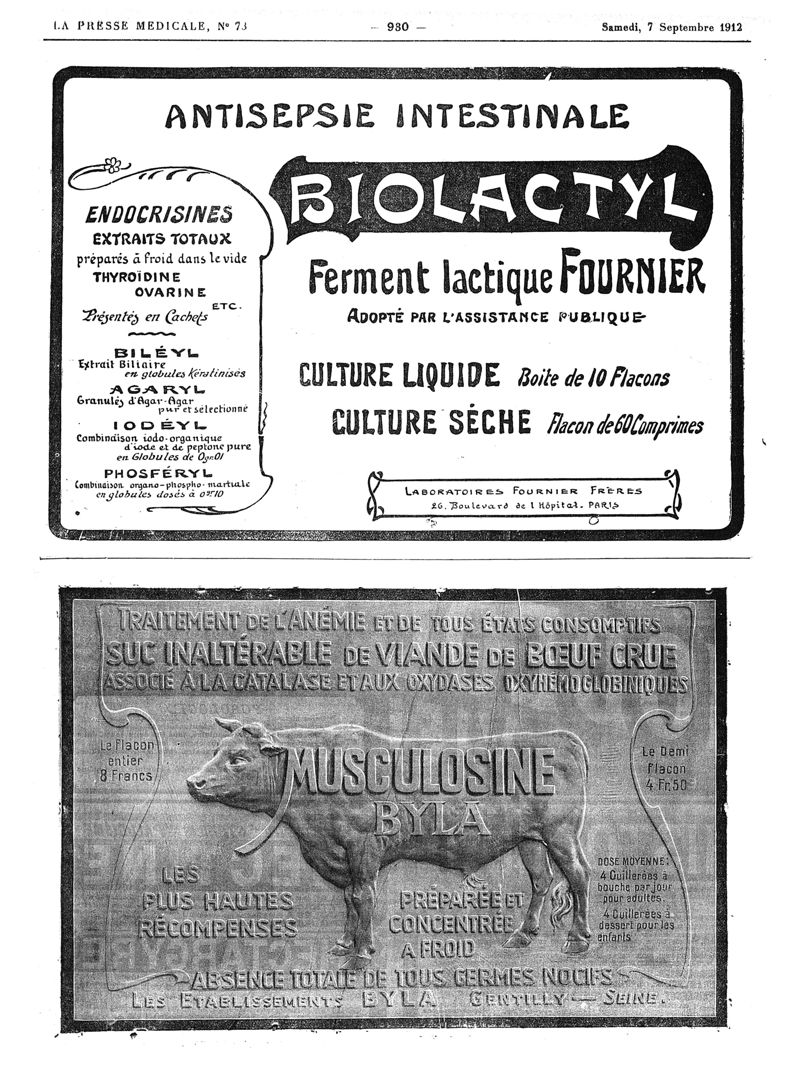 LA PRESSE MEDICALE, N° 73
— 930 —
Samedi, 7 Septembre 1912
ANTISEPSIE INTESTINALE
ENDOCRISINES
EXTRAITS TOTAUX
préparés à froid dans le vide
THYROÏDINE
OVARINE
ETC.
Présentés en Cachets
BILÉYL
Extrait Biliaire
en globules Kératinisés
AGARYL
Granulés d'Agar-Agar
pur et sélectionné
IODÉYL
Combinaison iodo-organique
d'iode et de peptone pure
en Globules de 0gr.01
PHOSFÉRYL
Combinaison organo-phospho-martiale
en globules dosés à 0gr10
BIOLACTYL
Ferment lactique FOURNIER
ADOPTÉ PAR L'ASSISTANCE PUBLIQUE
CULTURE LIQUIDE Boite de 10 Flacons
CULTURE SÉCHE Flacon de 60 Comprimes
LABORATOIRES FOURNIER FRÈRES
26, Boulevard de l'Hôpital. PARIS
TRAITEMENT DE L'ANÉMIE ET DE TOUS ÉTATS CONSOMPTIFS
SUC INALTÉRABLE DE VIANDE DE BŒUF CRUE
ASSOCIÉ A LA CATALASE ET AUX OXYDASES OXYHÉMOGLOBINIQUES
Le Flacon
entier
8 Francs
Le Demi
Flacon
4 Fr.50
MUSCULOSINE
BYLA
LES
PLUS HAUTES
RÉCOMPENSES
PRÉPARÉE ET
CONCENTRÉE
A FROID
DOSE MOYENNE:
4 Cuillerées à
bouche par jour
pour adultes.
4 Cuillerées à
dessert pour les
enfants.
ABSENCE TOTALE DE TOUS GERMES NOCIFS
LES ETABLISSEMENTS BYLA GENTILLY — SEINE.